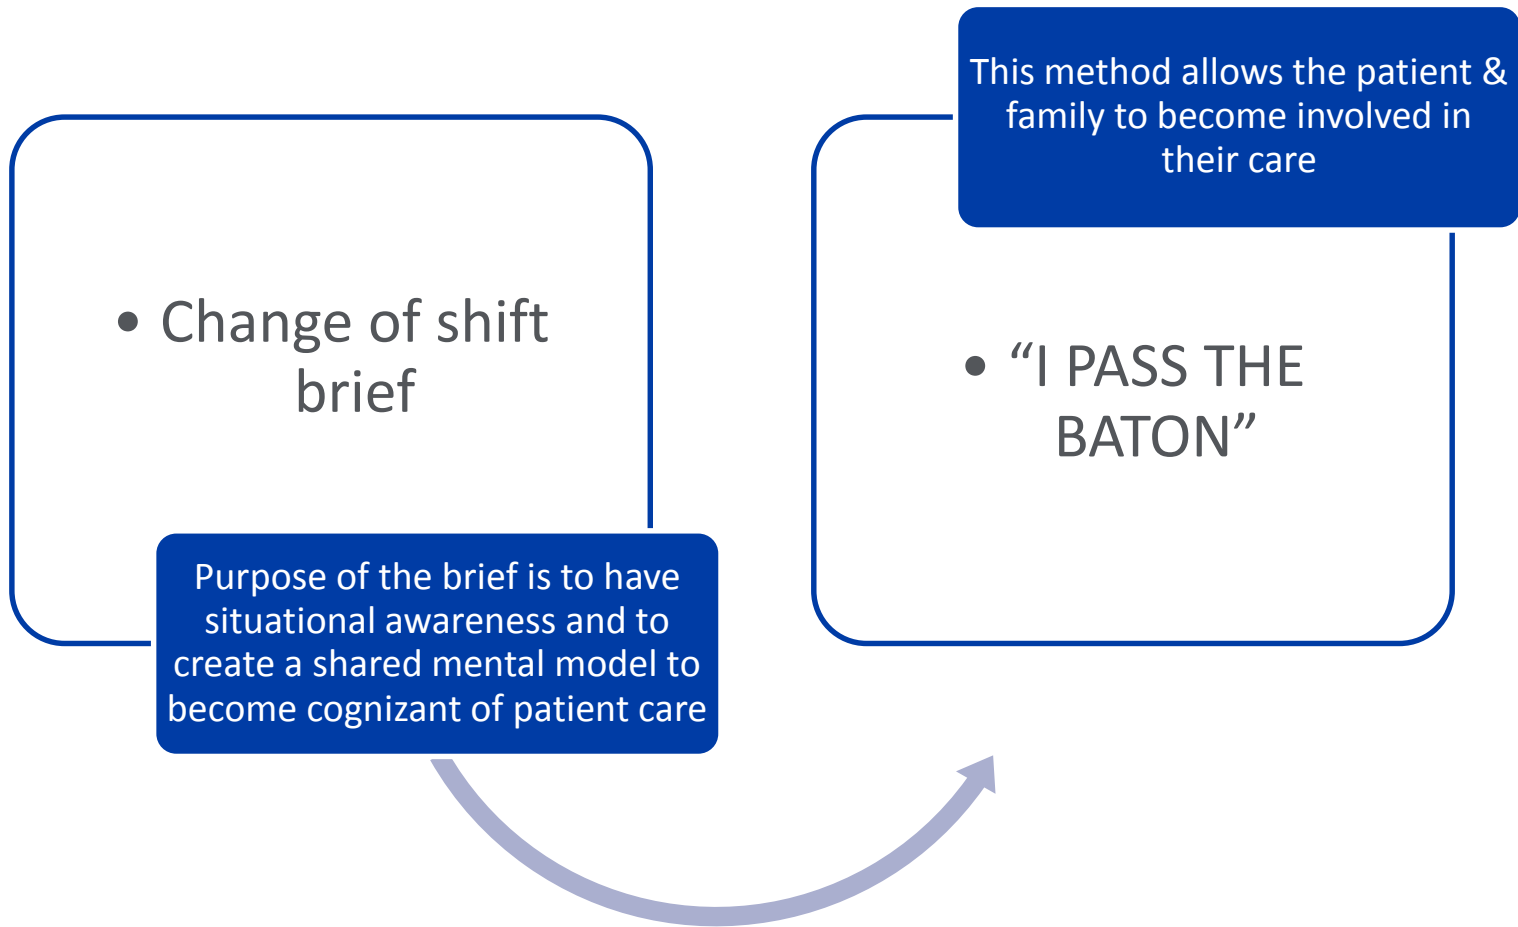 • Change of shift
brief
Purpose of the brief is to have
situational awareness and to
create a shared mental model to
become cognizant of patient care
This method allows the patient &
family to become involved in
their care
• “I PASS THE
BATON”